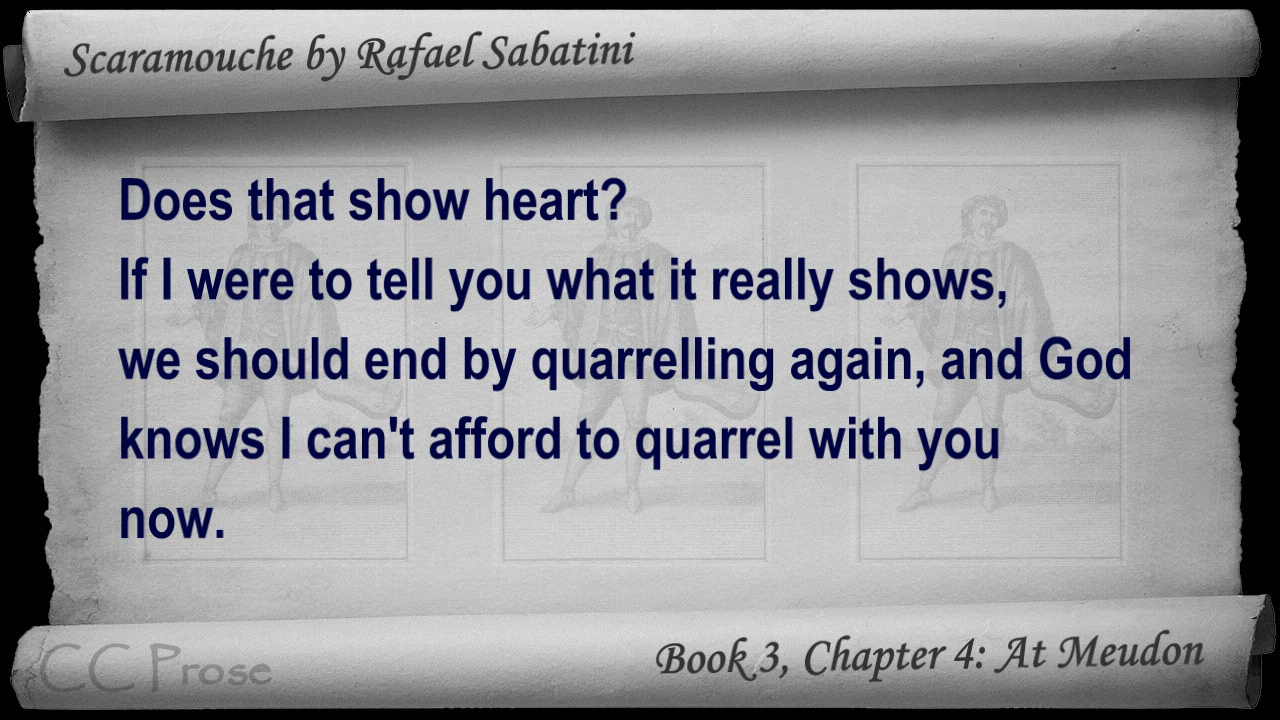 Scaramouche by Rafael Sabatini
Does that show heart?
If I were to tell you what it really shows,
we should end by quarrelling again, and God
knows I can't afford to quarrel with you
now.
CC Prose
Book 3, Chapter 4: At Meudon